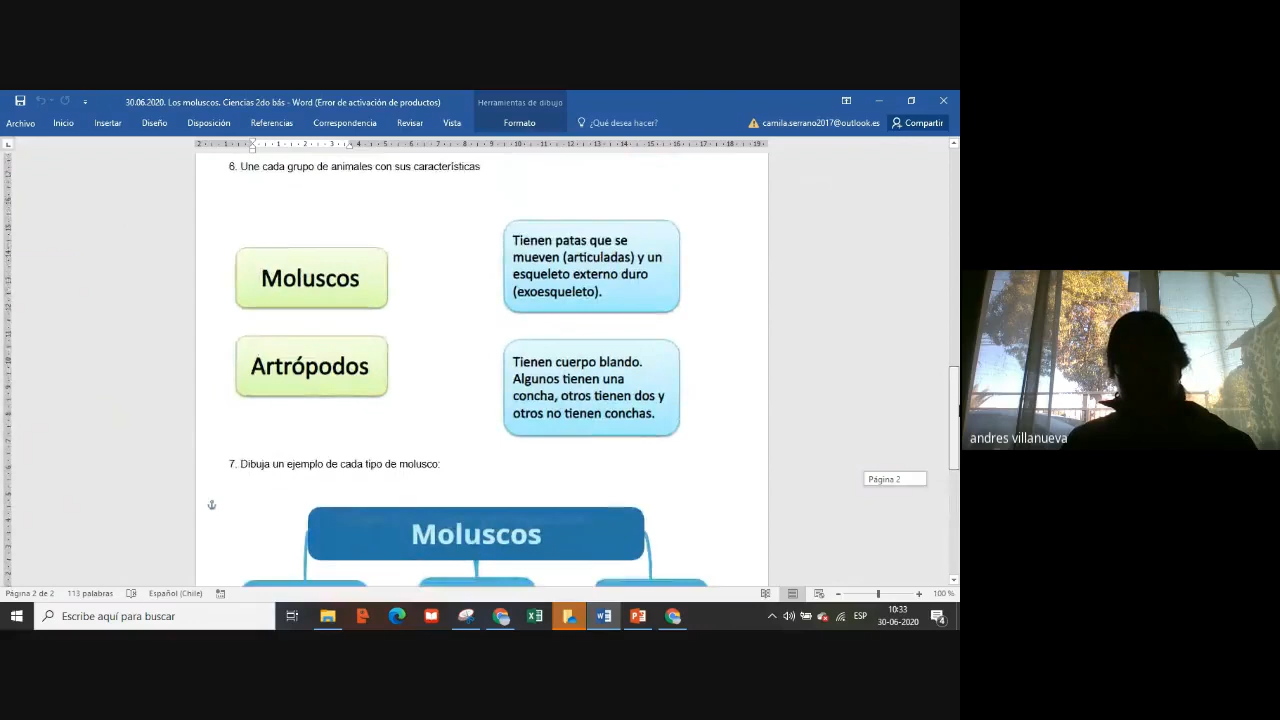 30.06.2020. Los moluscos. Ciencias 2do bás - Word (Error de activación de productos)
Herramientas de dibujo
Archivo Inicio Insertar Diseño Disposición Referencias Correspondencia Revisar Vista Formato ¿Qué desea hacer? camila.serrano2017@outlook.es Compartir
6. Une cada grupo de animales con sus características
Moluscos
Tienen patas que se
mueven (articuladas) y un
esqueleto externo duro
(exoesqueleto).
Artrópodos
Tienen cuerpo blando.
Algunos tienen una
concha, otros tienen dos y
otros no tienen conchas.
7. Dibuja un ejemplo de cada tipo de molusco:
Moluscos
Página 2
andres villanueva
Página 2 de 2 113 palabras Español (Chile) 100 %
Escribe aquí para buscar
ESP
10:33
30-06-2020
4